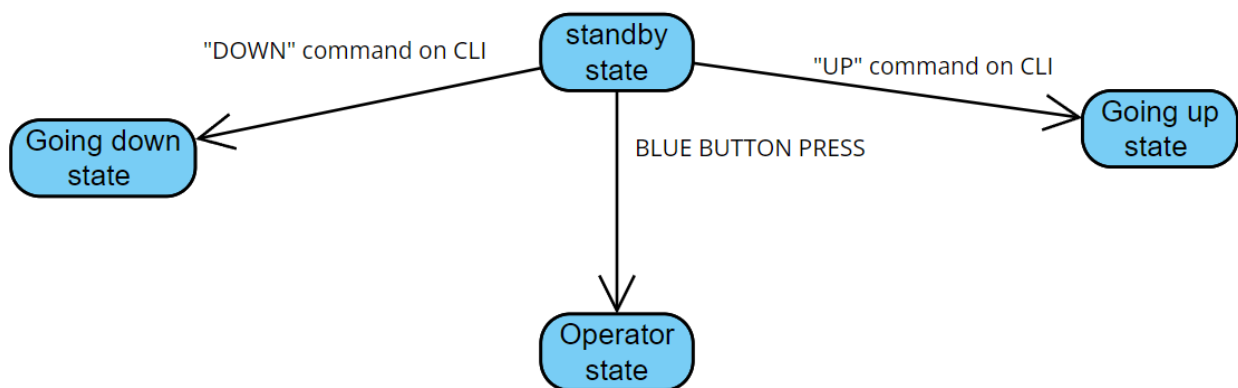 standby
state
"DOWN" command on CLI
"UP" command on CLI
Going down
state
BLUE BUTTON PRESS
Going up
state
Operator
state